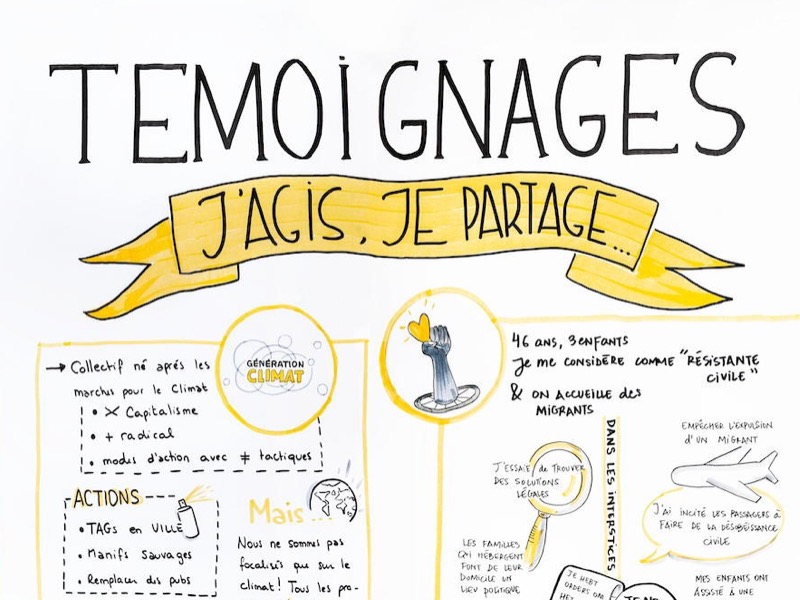 TEMOIGNAGES
J'AGIS, JE PARTAGE...
GÉNÉRATION
CLIMAT
→ Collectif né aprés les
marches pour le climat
• X Capitalisme
• + radical
• modes d'action avec ≠ tactiques
ACTIONS
• TAGs en VILLE
• Manifs Sauvages
• Remplacer des pubs
Mais...
Nous ne sommes pas
focalisés que sur le
climat! Tous les pro-
46 ans, 3 enfants
Je me considère comme "RÉSISTANTE
CIVILE"
& ON ACCUEILLE des
MIGRANTS
J'ESSAIE de TROUVER
DES SOLUTIONS
LÉGALES
LES FAMILLES
QUI HÉBERGENT
FONT DE LEUR
DOMICILE UN
LIEU POLITIQUE
DANS LES INTERSTICES
EMPÊCHER L'EXPULSION
d'UN MIGRANT
J'AI INCITÉ LES PASSAGERS à
FAIRE DE LA DÉSOBÉISSANCE
CIVILE
MES ENFANTS ONT
ASSISTÉ À UNE
JE HEBT
ORDERS OM
HET